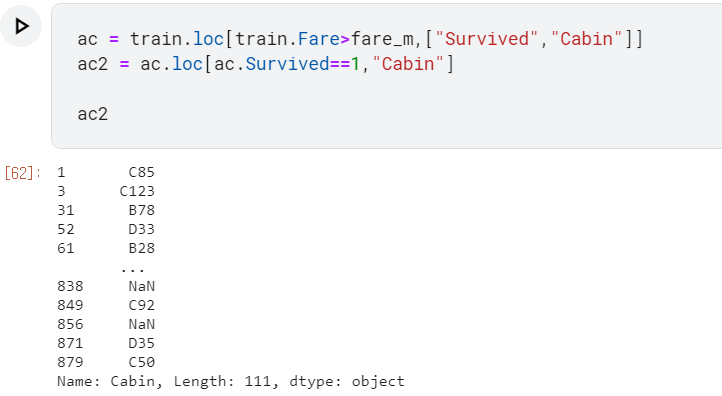 ac = train.loc[train.Fare>fare_m,["Survived","Cabin"]]
ac2 = ac.loc[ac.Survived==1,"Cabin"]
ac2
[62]:
1 C85
3 C123
31 B78
52 D33
61 B28
...
838 NaN
849 C92
856 NaN
871 D35
879 C50
Name: Cabin, Length: 111, dtype: object